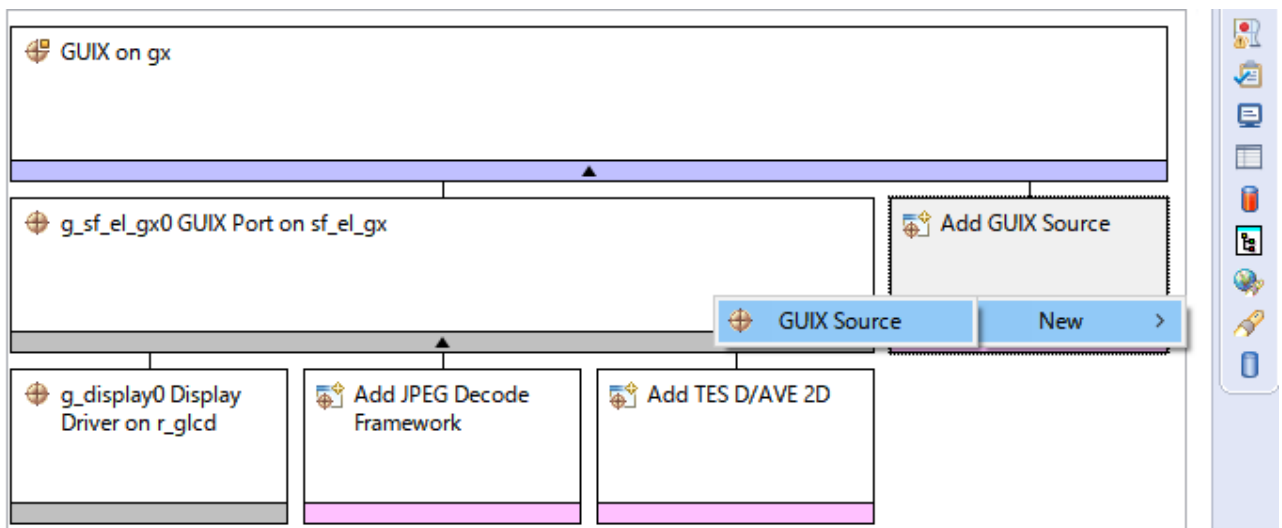 GUIX on gx
g_sf_el_gx0 GUIX Port on sf_el_gx
Add GUIX Source
GUIX Source
New
g_display0 Display
Driver on r_glcd
Add JPEG Decode
Framework
Add TES D/AVE 2D